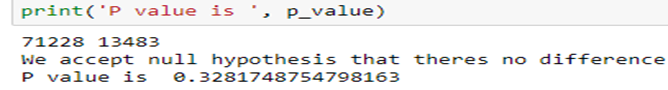 print('P value is ', p_value)
71228 13483
We accept null hypothesis that theres no difference
P value is  0.3281748754798163